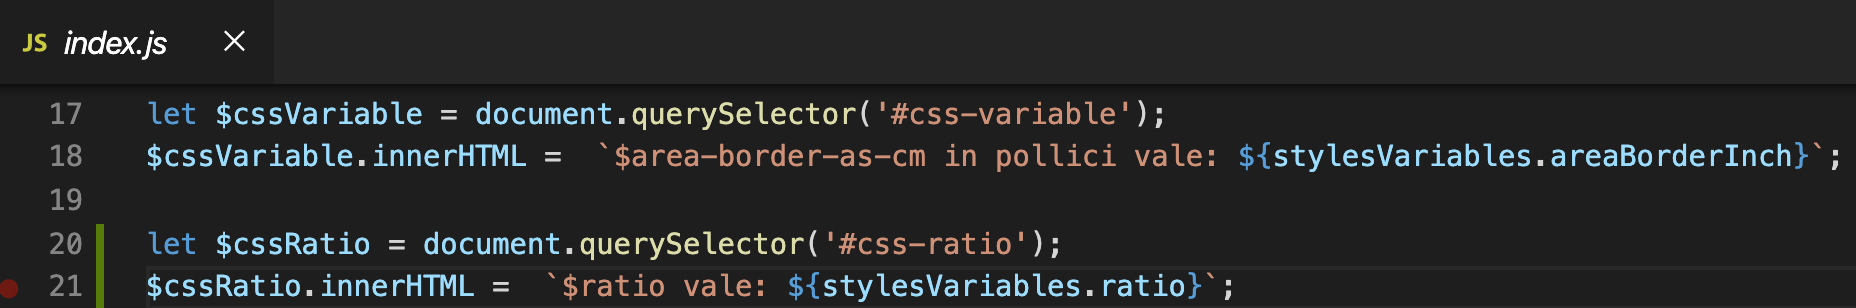 JS index.js
17 let $cssVariable = document.querySelector('#css-variable');
18 $cssVariable.innerHTML =  `$area-border-as-cm in pollici vale: ${stylesVariables.areaBorderInch}`;
19
20 let $cssRatio = document.querySelector('#css-ratio');
21 $cssRatio.innerHTML =  `$ratio vale: ${stylesVariables.ratio}`;